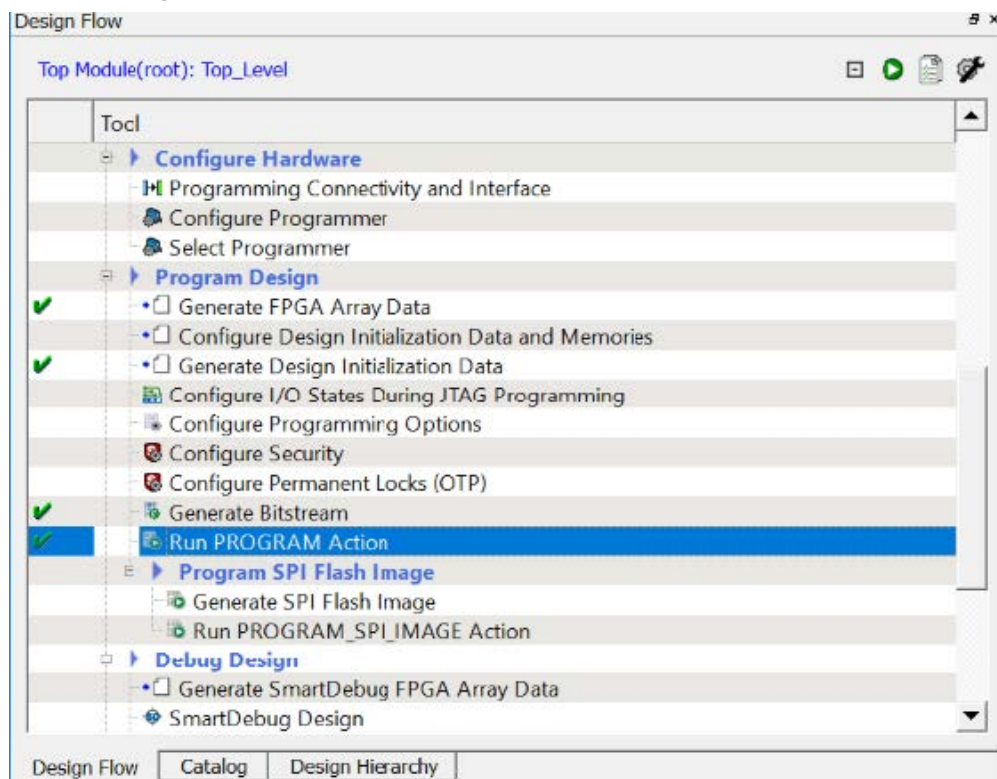 Design Flow
Top Module(root): Top_Level
Tool
Configure Hardware
Programming Connectivity and Interface
Configure Programmer
Select Programmer
Program Design
Generate FPGA Array Data
Configure Design Initialization Data and Memories
Generate Design Initialization Data
Configure I/O States During JTAG Programming
Configure Programming Options
Configure Security
Configure Permanent Locks (OTP)
Generate Bitstream
Run PROGRAM Action
Program SPI Flash Image
Generate SPI Flash Image
Run PROGRAM_SPI_IMAGE Action
Debug Design
Generate SmartDebug FPGA Array Data
SmartDebug Design
Design Flow Catalog Design Hierarchy